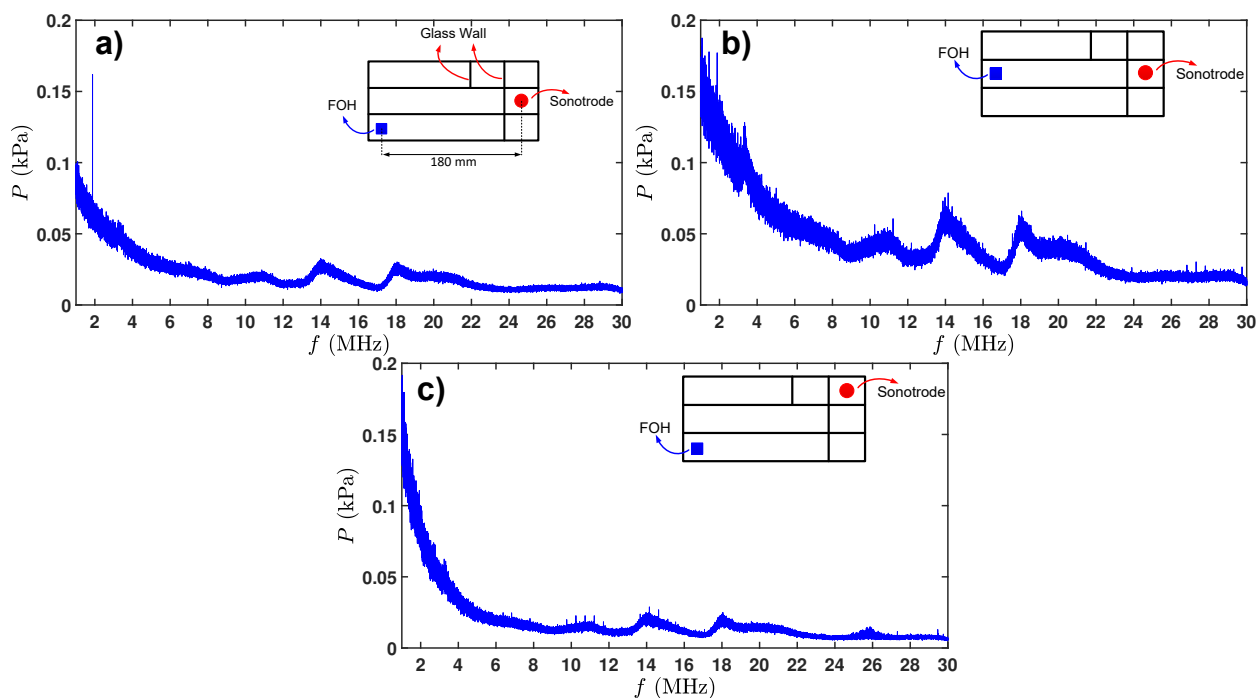 a)
Glass Wall
FOH
Sonotrode
180 mm
P (kPa)
0.2
0.15
0.1
0.05
0
2 4 6 8 10 12 14 16 18 20 22 24 26 28 30
f (MHz)
b)
FOH
Sonotrode
P (kPa)
0.2
0.15
0.1
0.05
0
2 4 6 8 10 12 14 16 18 20 22 24 26 28 30
f (MHz)
c)
Sonotrode
FOH
P (kPa)
0.2
0.15
0.1
0.05
0
2 4 6 8 10 12 14 16 18 20 22 24 26 28 30
f (MHz)